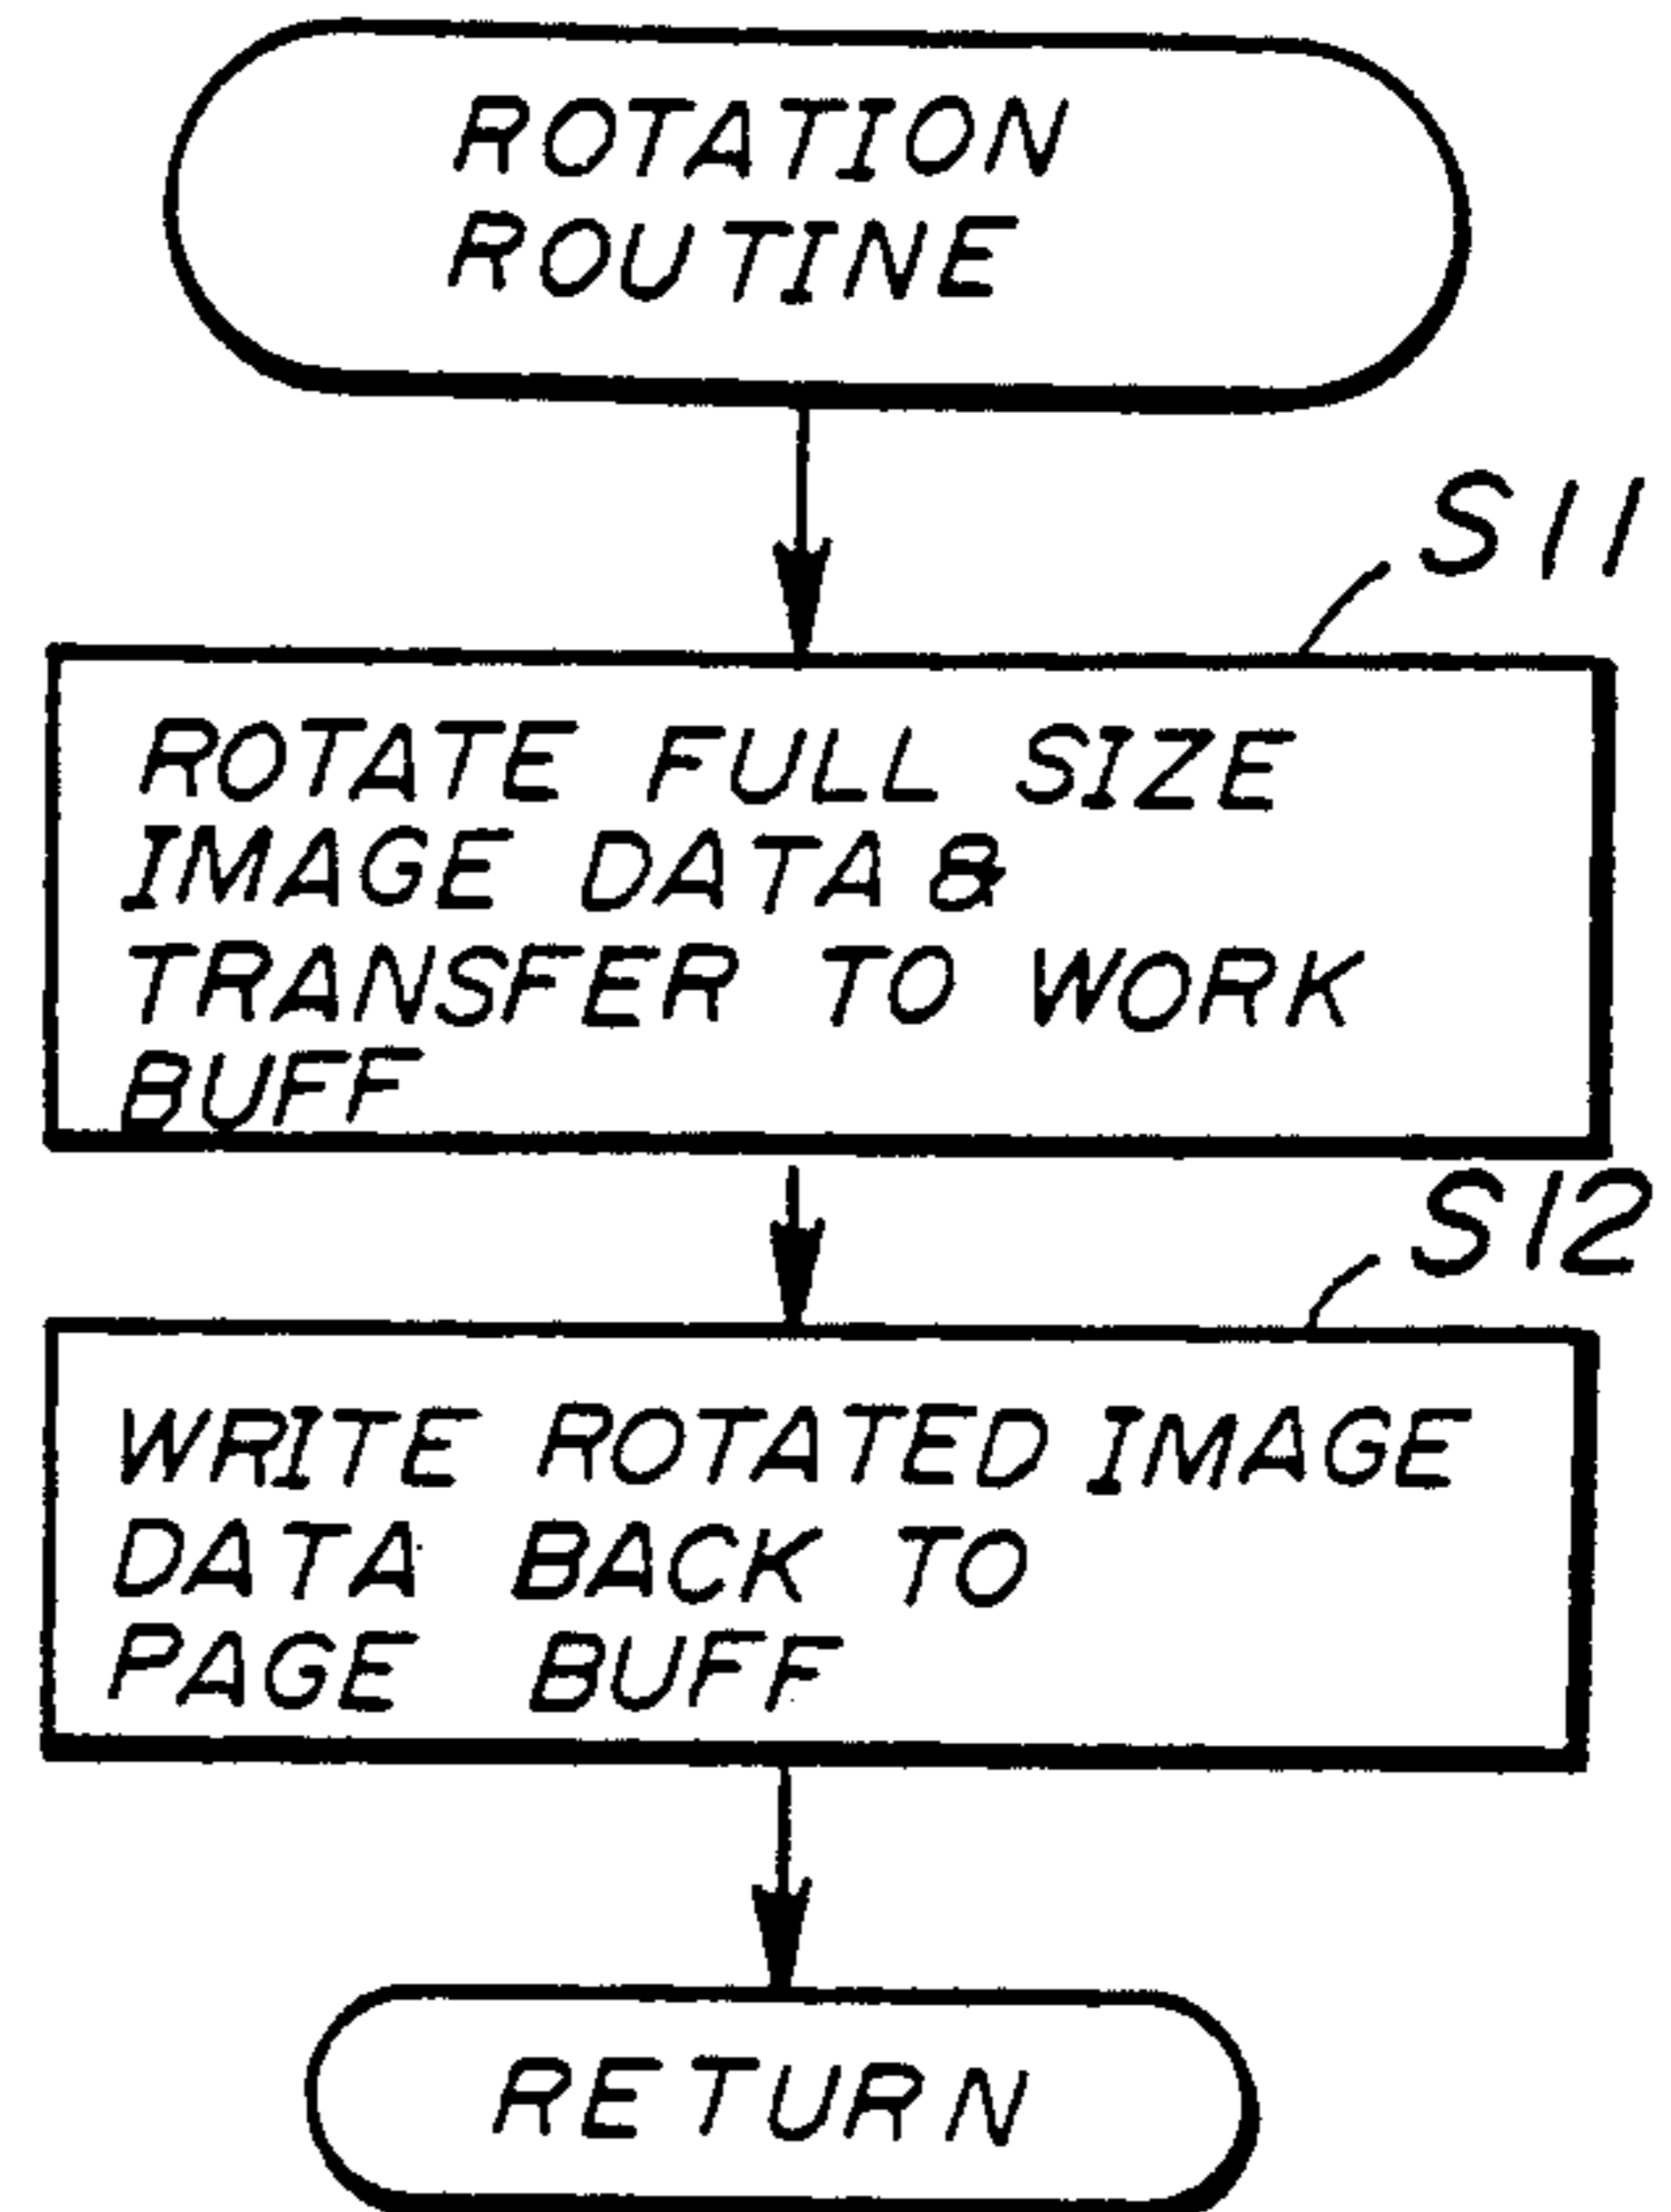 ROTATION
ROUTINE
S11
ROTATE FULL SIZE
IMAGE DATA &
TRANSFER TO WORK
BUFF
S12
WRITE ROTATED IMAGE
DATA BACK TO
PAGE BUFF
RETURN